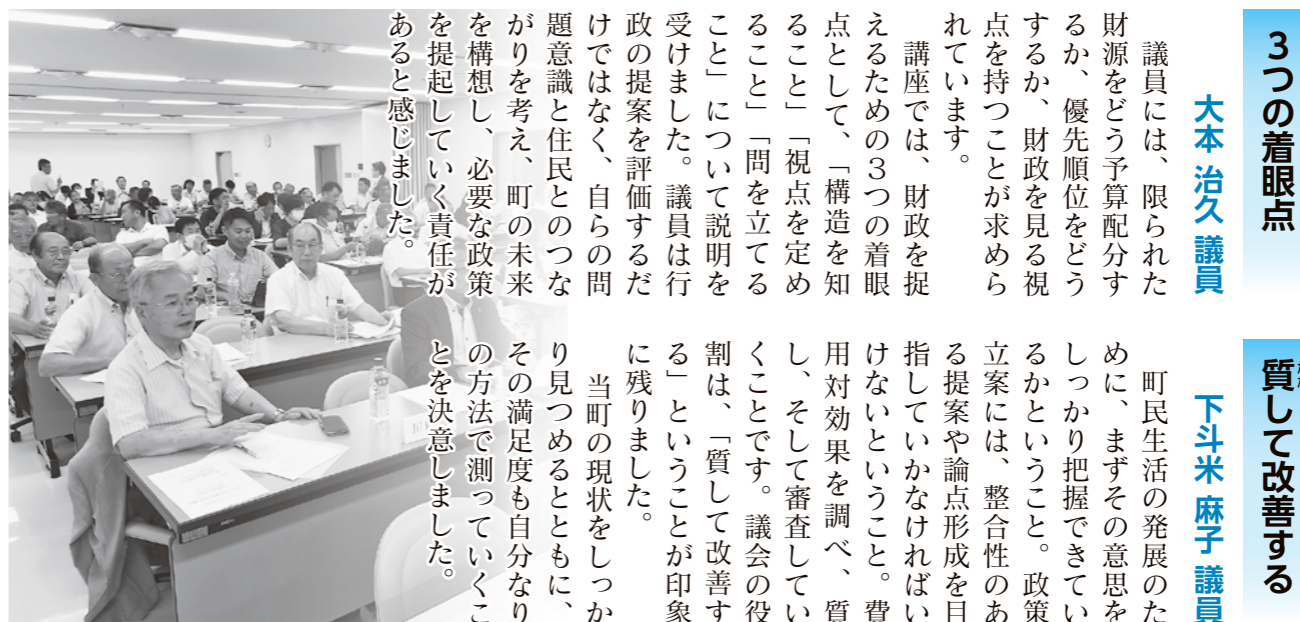 3つの着眼点
大本 治久 議員
議員には、限られた
財源をどう予算配分す
るか、優先順位をどう
するか、財政を見る視
点を持つことが求めら
れています。
講座では、財政を捉
えるための3つの着眼
点として、「構造を知
ること」「視点を定め
ること」「問を立てる
こと」について説明を
受けました。議員は行
政の提案を評価するだ
けではなく、自らの問
題意識と住民とのつな
がりを考え、町の未来
を構想し、必要な政策
を提起していく責任が
あると感じました。
質して改善する
下斗米 麻子 議員
町民生活の発展のた
めに、まずその意思を
しっかり把握できてい
るかということ。政策
立案には、整合性のあ
る提案や論点形成を目
指していかなければい
けないということ。費
用対効果を調べ、質
し、そして審査してい
くことです。議会の役
割は、「質して改善す
る」ということが印象
に残りました。
当町の現状をしっか
り見つめるとともに、
その満足度も自分なり
の方法で測っていくこ
とを決意しました。